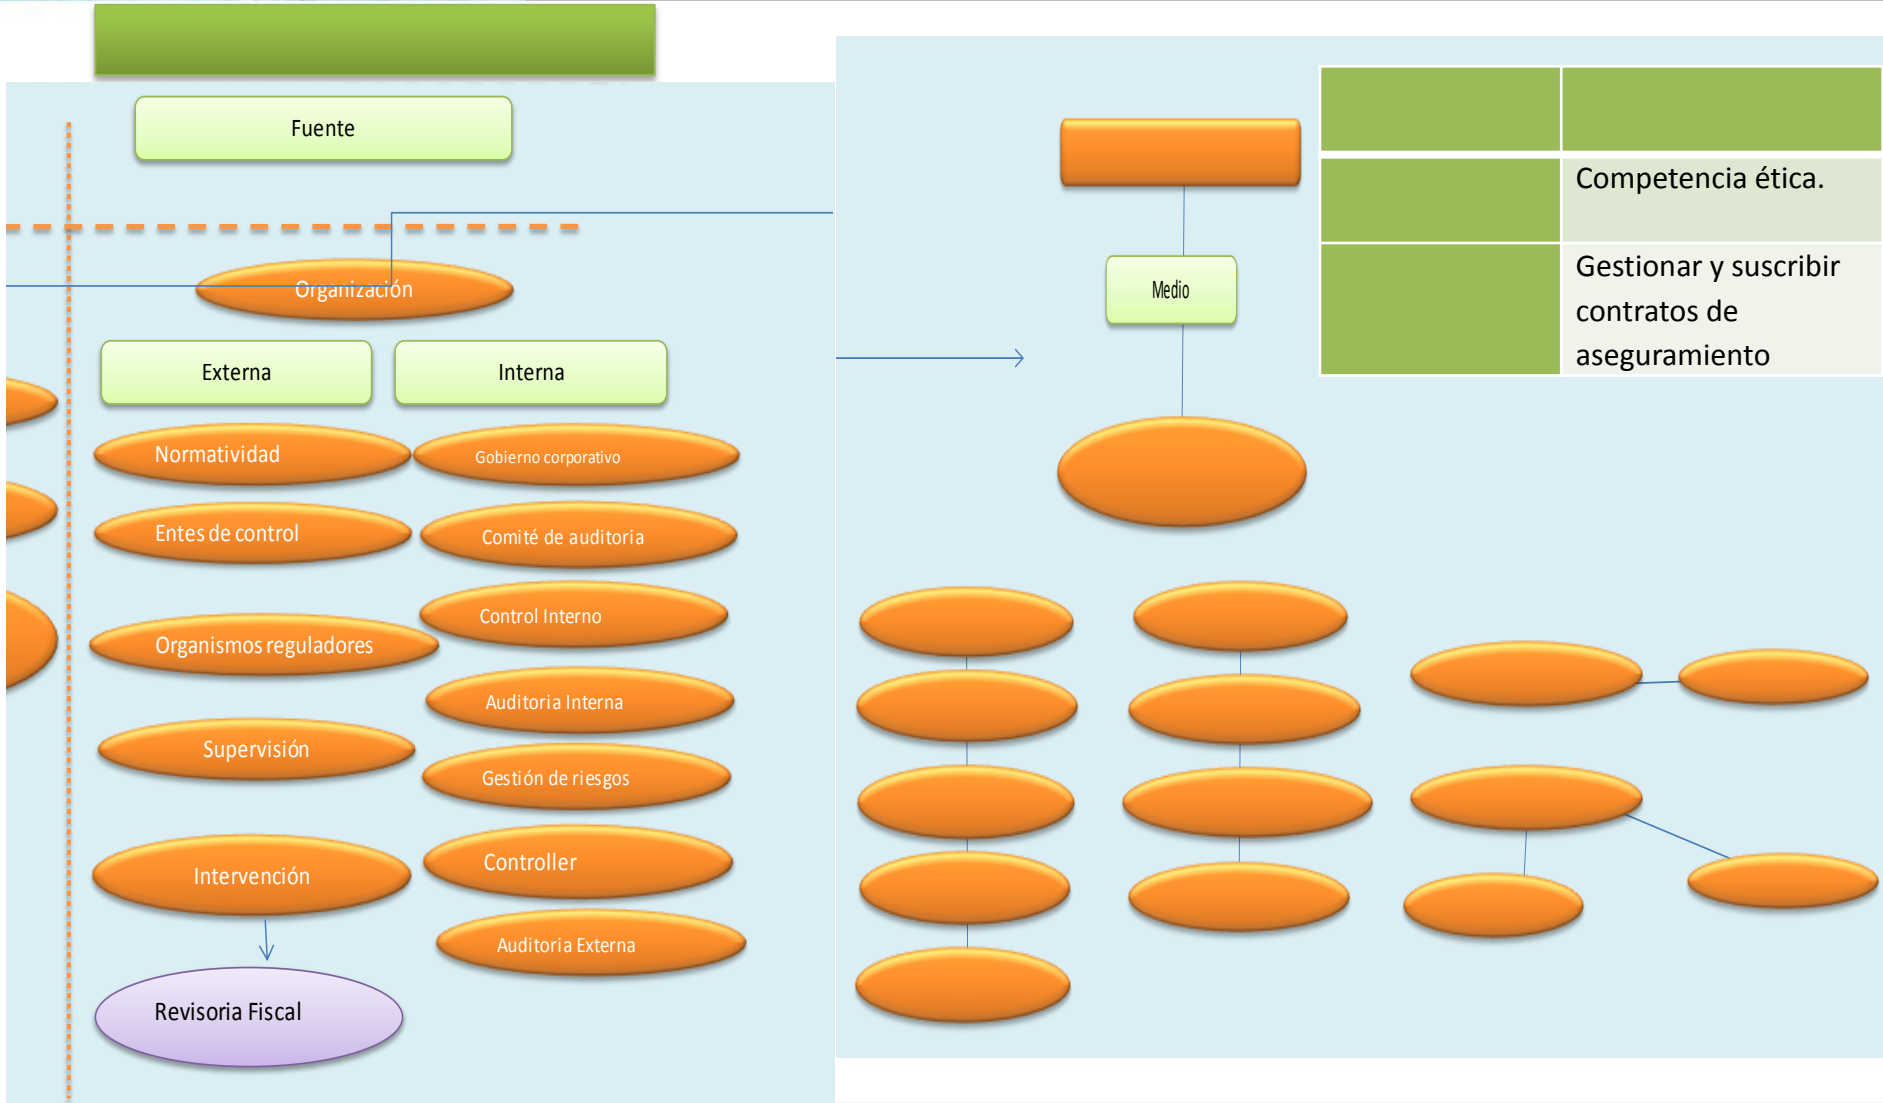 Fuente
Organización
Externa
Interna
Normatividad
Entes de control
Organismos reguladores
Supervisión
Intervención
Revisoria Fiscal
Gobierno corporativo
Comité de auditoria
Control Interno
Auditoria Interna
Gestión de riesgos
Controller
Auditoria Externa
Medio
Competencia ética.
Gestionar y suscribir
contratos de
aseguramiento